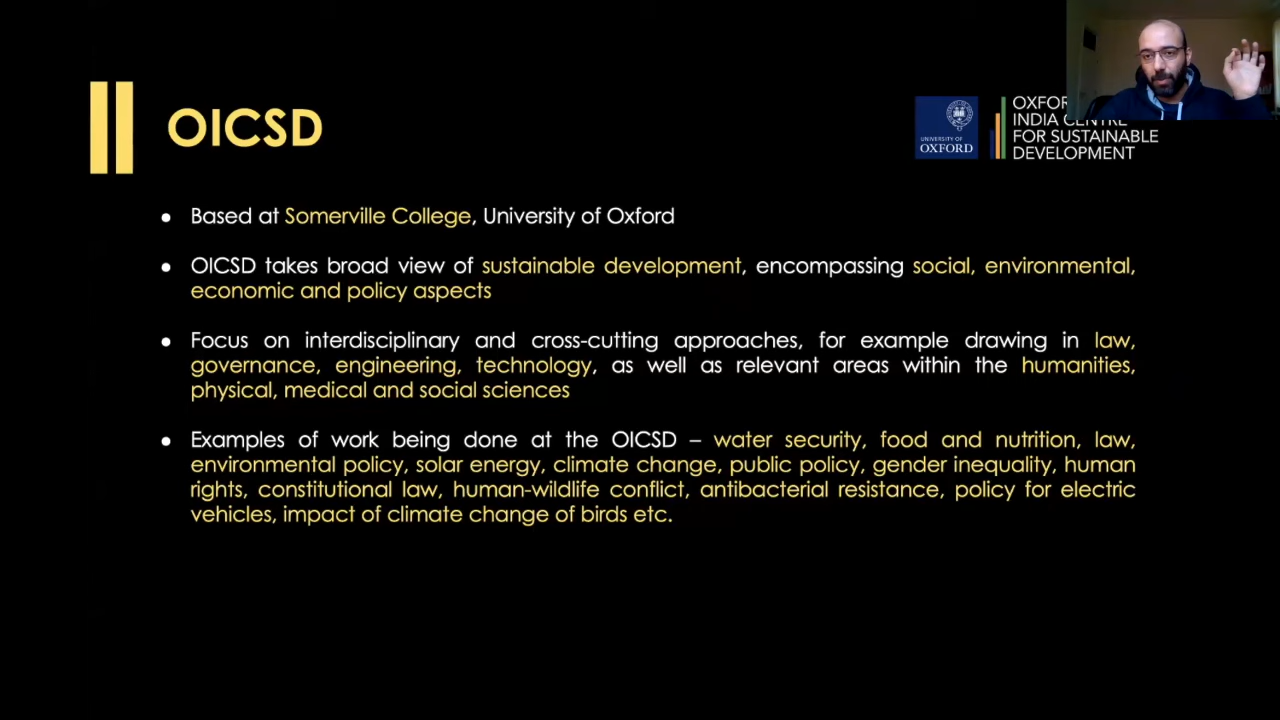 OICSD
UNIVERSITY OF
OXFORD
INDIA CENTRE
FOR SUSTAINABLE
DEVELOPMENT
● Based at Somerville College, University of Oxford
● OICSD takes broad view of sustainable development, encompassing social, environmental,
economic and policy aspects
● Focus on interdisciplinary and cross-cutting approaches, for example drawing in law,
governance, engineering, technology, as well as relevant areas within the humanities,
physical, medical and social sciences
● Examples of work being done at the OICSD – water security, food and nutrition, law,
environmental policy, solar energy, climate change, public policy, gender inequality, human
rights, constitutional law, human-wildlife conflict, antibacterial resistance, policy for electric
vehicles, impact of climate change of birds etc.